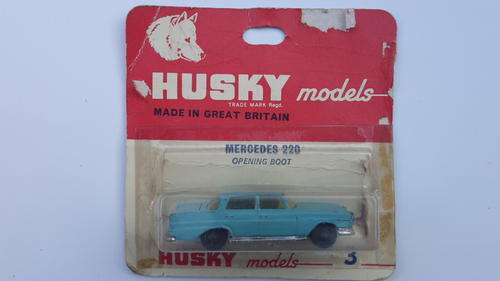 HUSKY models
TRADE MARK Regd.
MADE IN GREAT BRITAIN
MERCEDES 220
OPENING BOOT
HUSKY models
3